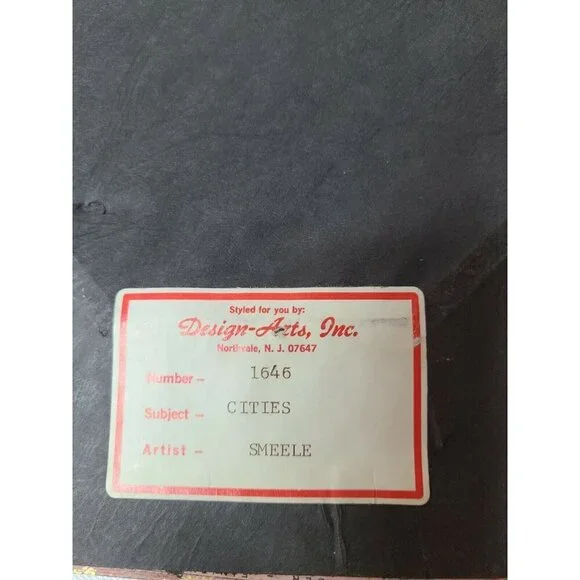 Styled for you by:
Design-Arts, Inc.
Northvale, N. J. 07647
Number - 1646
Subject - CITIES
Artist - SMEELE